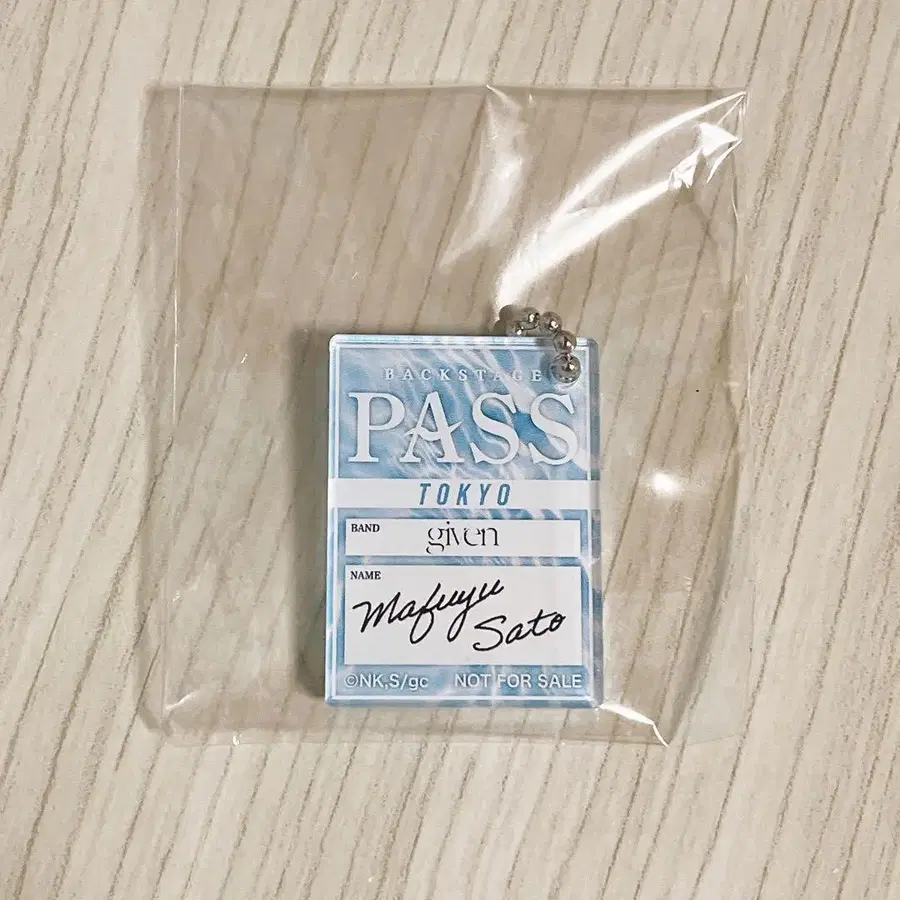 BACKSTAGE
PASS
TOKYO
BAND given
NAME
Mafuyu
Sato
©NK,S/gc NOT FOR SALE